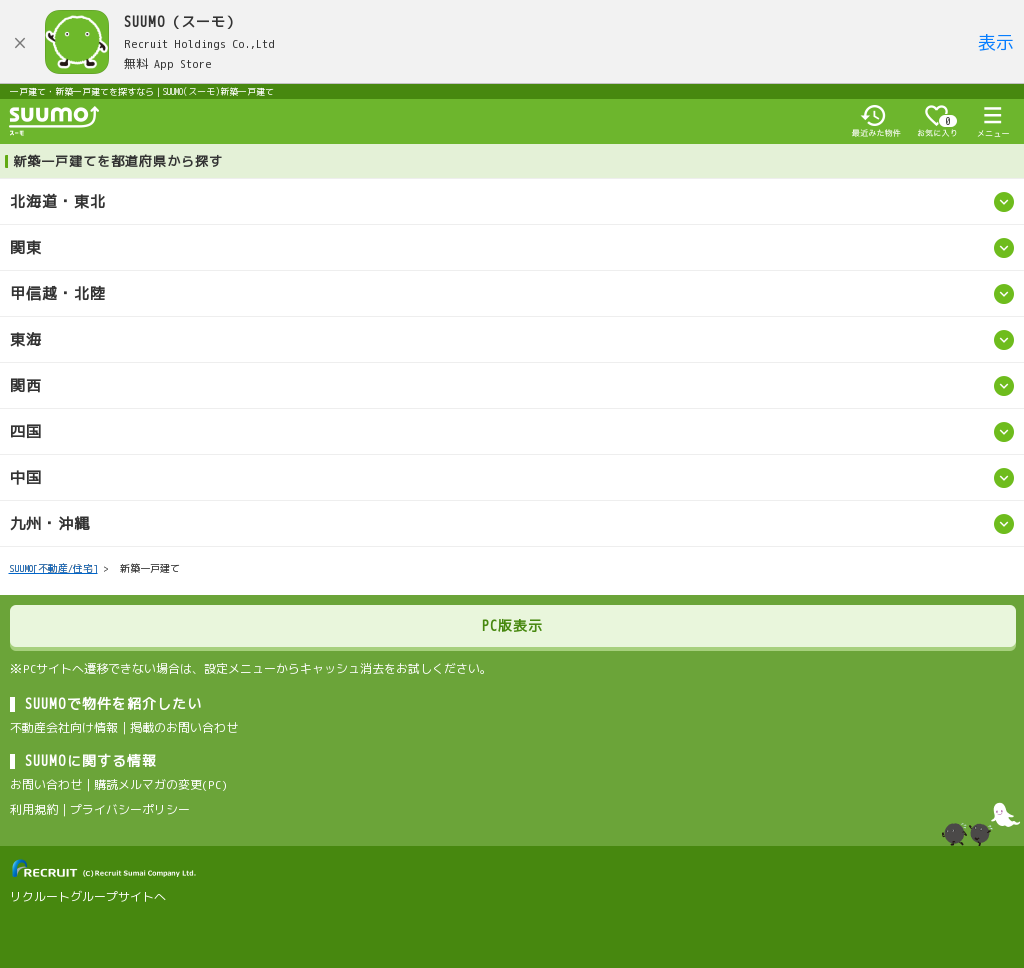 SUUMO (スーモ)
Recruit Holdings Co.,Ltd
無料 App Store
表示
一戸建て・新築一戸建てを探すなら|SUUMO(スーモ)新築一戸建て
suumo
スーモ
最近みた物件
0
お気に入り
メニュー
新築一戸建てを都道府県から探す
北海道・東北
関東
甲信越・北陸
東海
関西
四国
中国
九州・沖縄
SUUMO[不動産/住宅] > 新築一戸建て
PC版表示
※PCサイトへ遷移できない場合は、設定メニューからキャッシュ消去をお試しください。
SUUMOで物件を紹介したい
不動産会社向け情報|掲載のお問い合わせ
SUUMOに関する情報
お問い合わせ|購読メルマガの変更(PC)
利用規約|プライバシーポリシー
RECRUIT (C)Recruit Sumai Company Ltd.
リクルートグループサイトへ